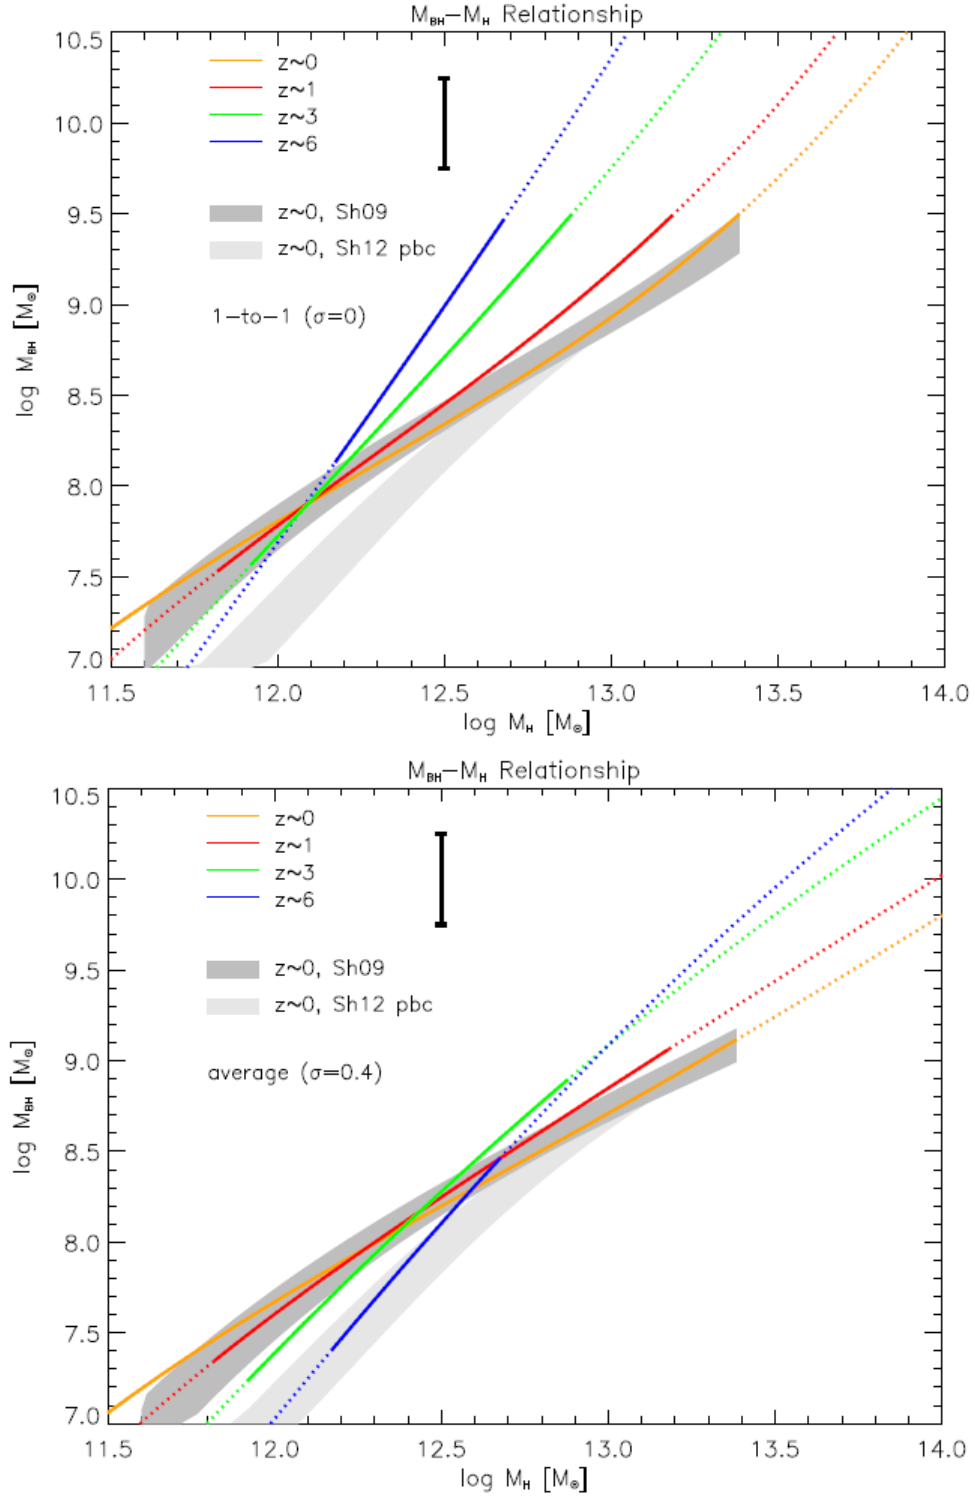 M_BH−M_H Relationship
10.5
z~0
z~1
z~3
z~6
10.0
z~0, Sh09
9.5
z~0, Sh12 pbc
9.0
1−to−1 (σ=0)
log M_BH [M_⊙]
8.5
8.0
7.5
7.0
11.5 12.0 12.5 13.0 13.5 14.0
log M_H [M_⊙]
M_BH−M_H Relationship
10.5
z~0
z~1
z~3
z~6
10.0
z~0, Sh09
9.5
z~0, Sh12 pbc
9.0
average (σ=0.4)
log M_BH [M_⊙]
8.5
8.0
7.5
7.0
11.5 12.0 12.5 13.0 13.5 14.0
log M_H [M_⊙]